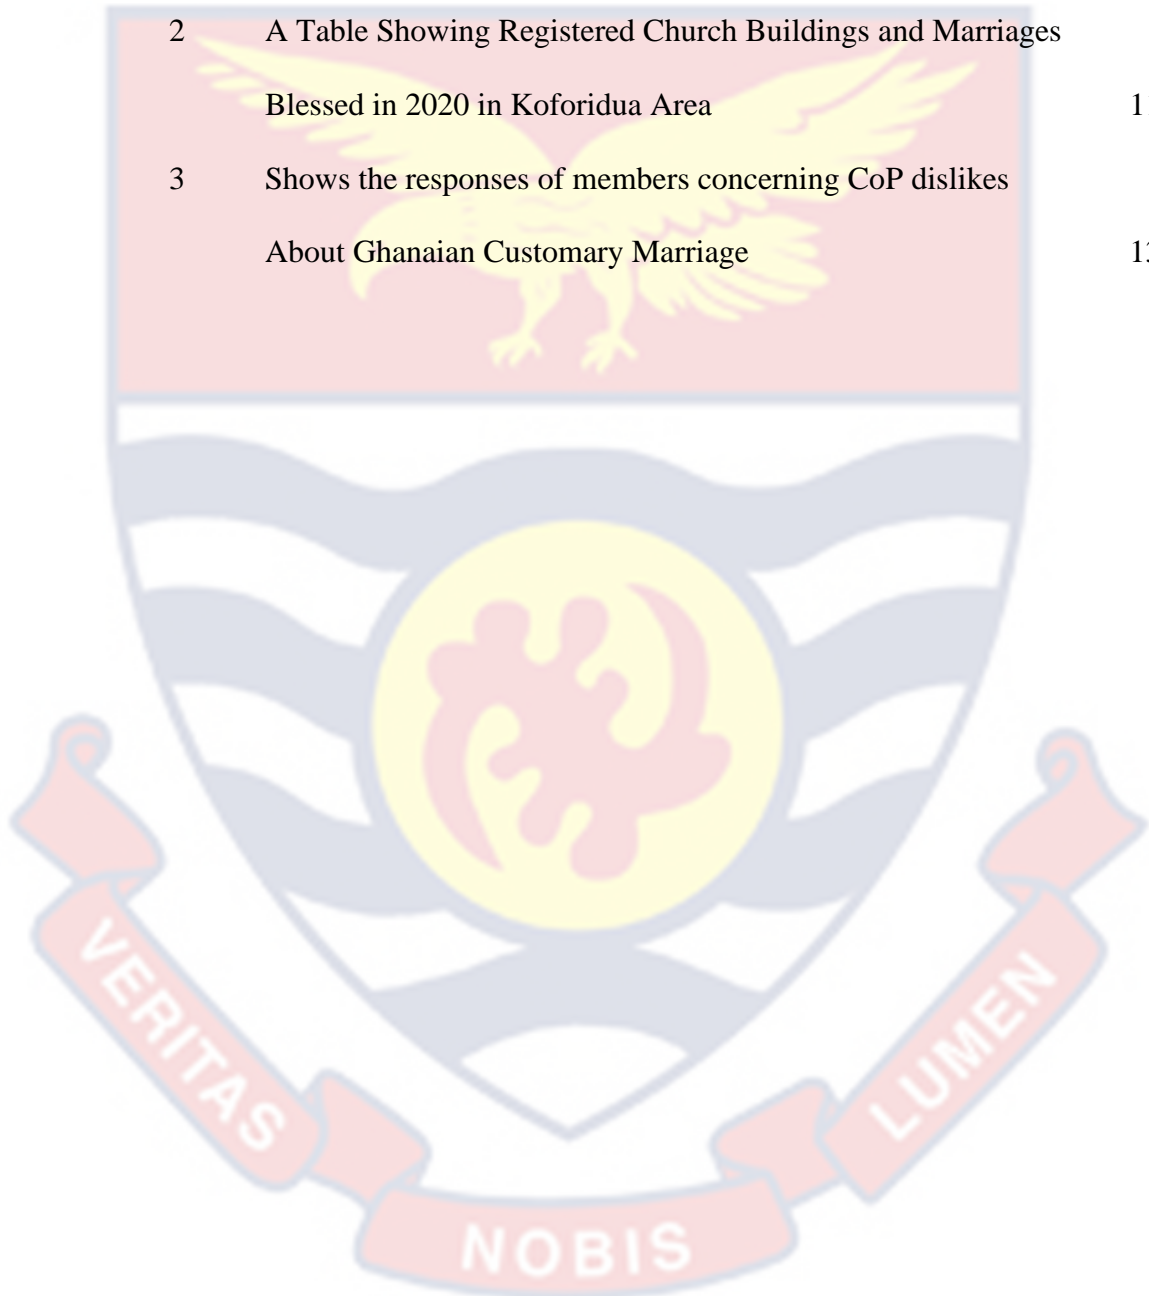 2 A Table Showing Registered Church Buildings and Marriages
Blessed in 2020 in Koforidua Area
3 Shows the responses of members concerning CoP dislikes
About Ghanaian Customary Marriage
VERITAS
NOBIS
LUMEN